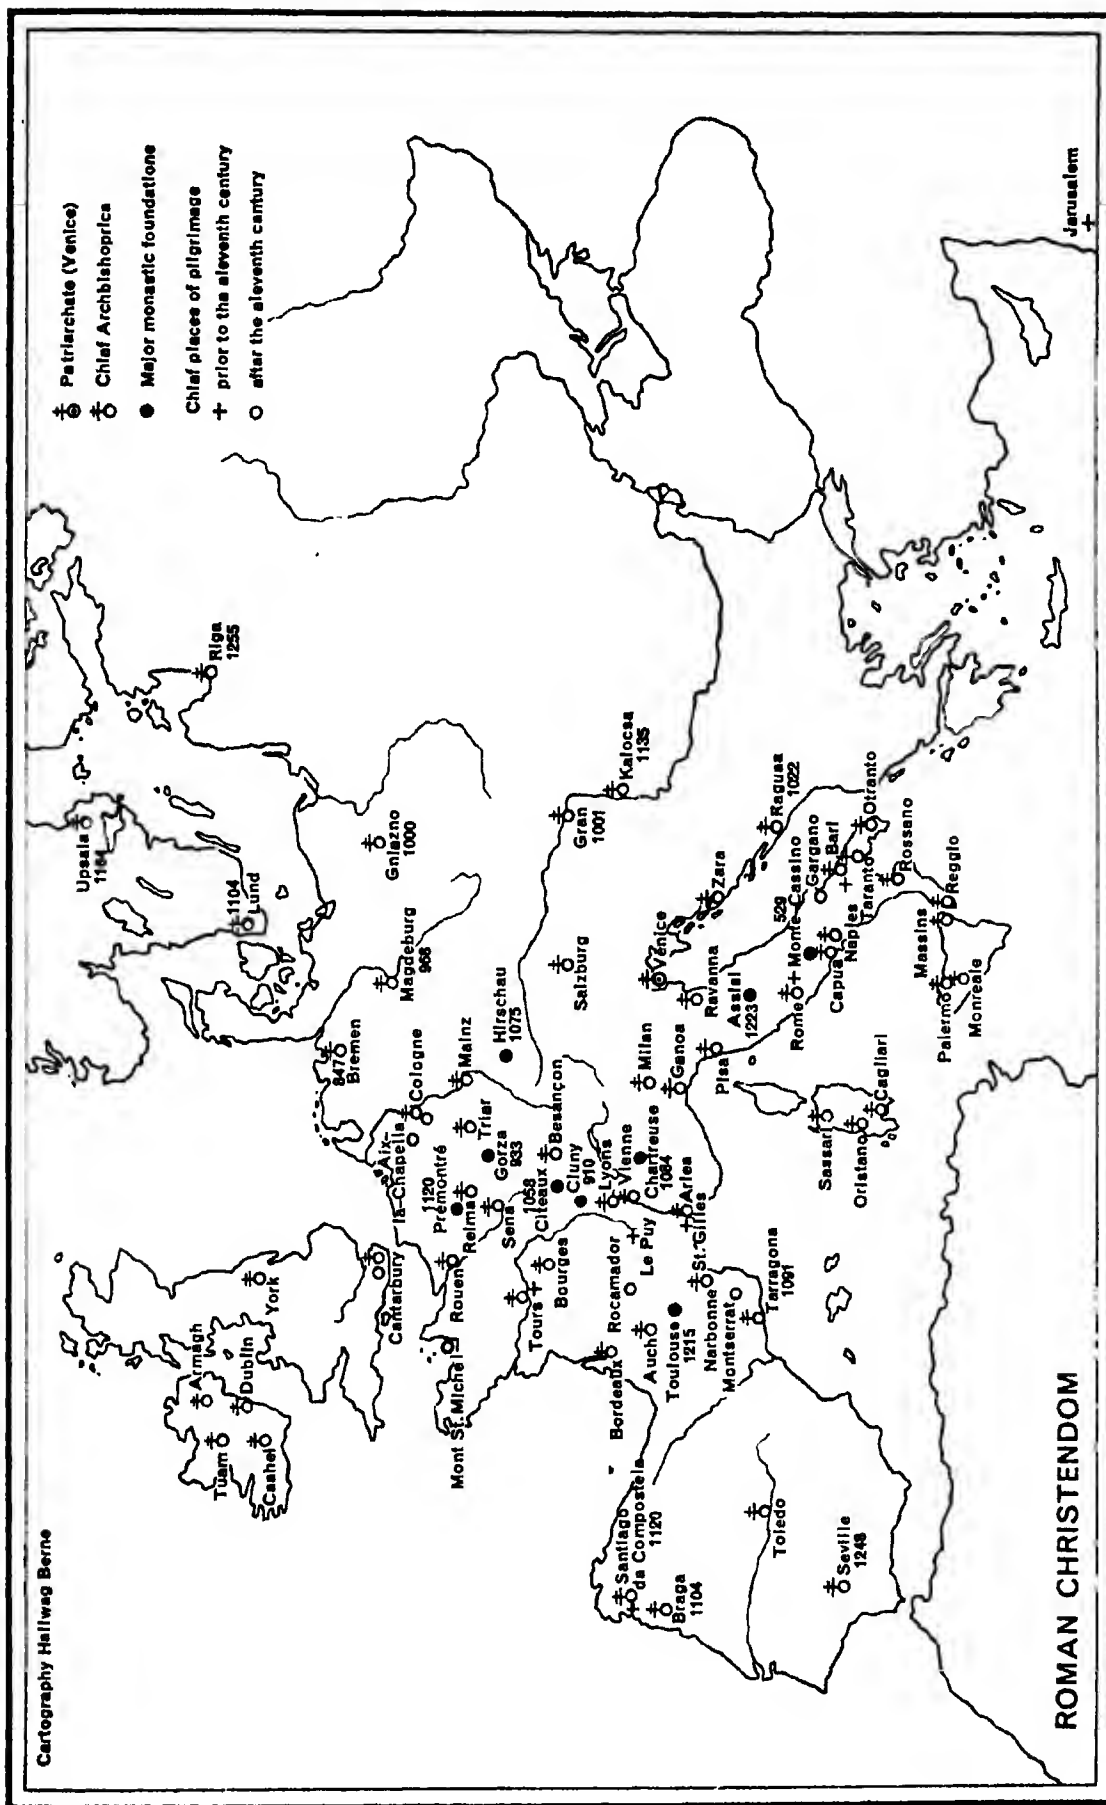 Cartography Hallwag Berne
Patriarchate (Venice)
Chief Archbishoprics
Major monastic foundations
Chief places of pilgrimage
prior to the eleventh century
after the eleventh century
Upsala
1164
Riga
1255
1104
Lund
Armagh
Tuam
Dublin
Cashel
York
Canterbury
847
Bremen
Magdeburg
968
Gniezno
1000
Aix-
la-Chapelle
Cologne
Mainz
Trier
Hirschau
1075
1120
Prémontré
Reims
Gorze
933
Rouen
Mont St. Michel
Sens
1058
Citeaux
Besançon
Tours
Bourges
Cluny
910
Lyons
Vienne
Chartreuse
1084
Salzburg
Gran
1001
Kalocsa
1135
Bordeaux
Rocamador
Le Puy
Auch
Toulouse
1215
Narbonne
St. Gilles
Arles
Montserrat
Tarragona
1091
Santiago
da Compostela
1120
Braga
1104
Toledo
Seville
1248
Milan
Genoa
Venice
Ravenna
Pisa
Assisi
1223
Zara
Ragusa
1022
Rome
529
Monte Cassino
Gargano
Bari
Capua
Naples
Taranto
Otranto
Rossano
Reggio
Messina
Palermo
Monreale
Sassari
Oristano
Cagliari
Jerusalem
ROMAN CHRISTENDOM